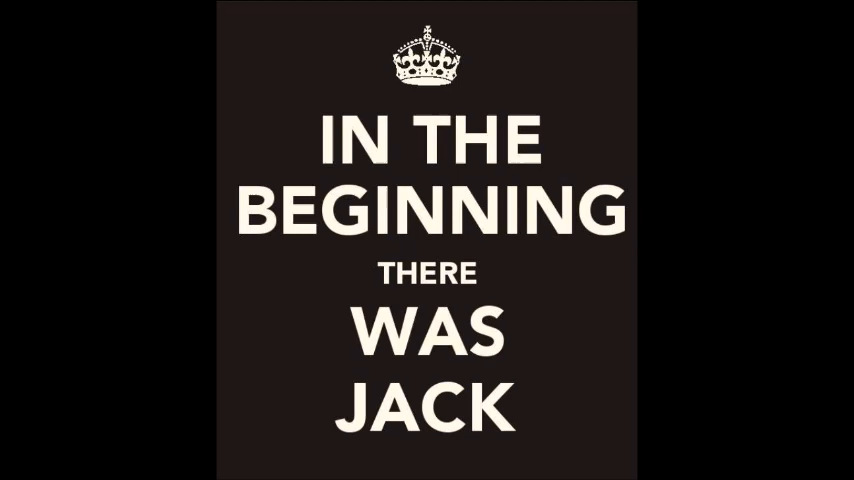 IN THE
BEGINNING
THERE
WAS
JACK